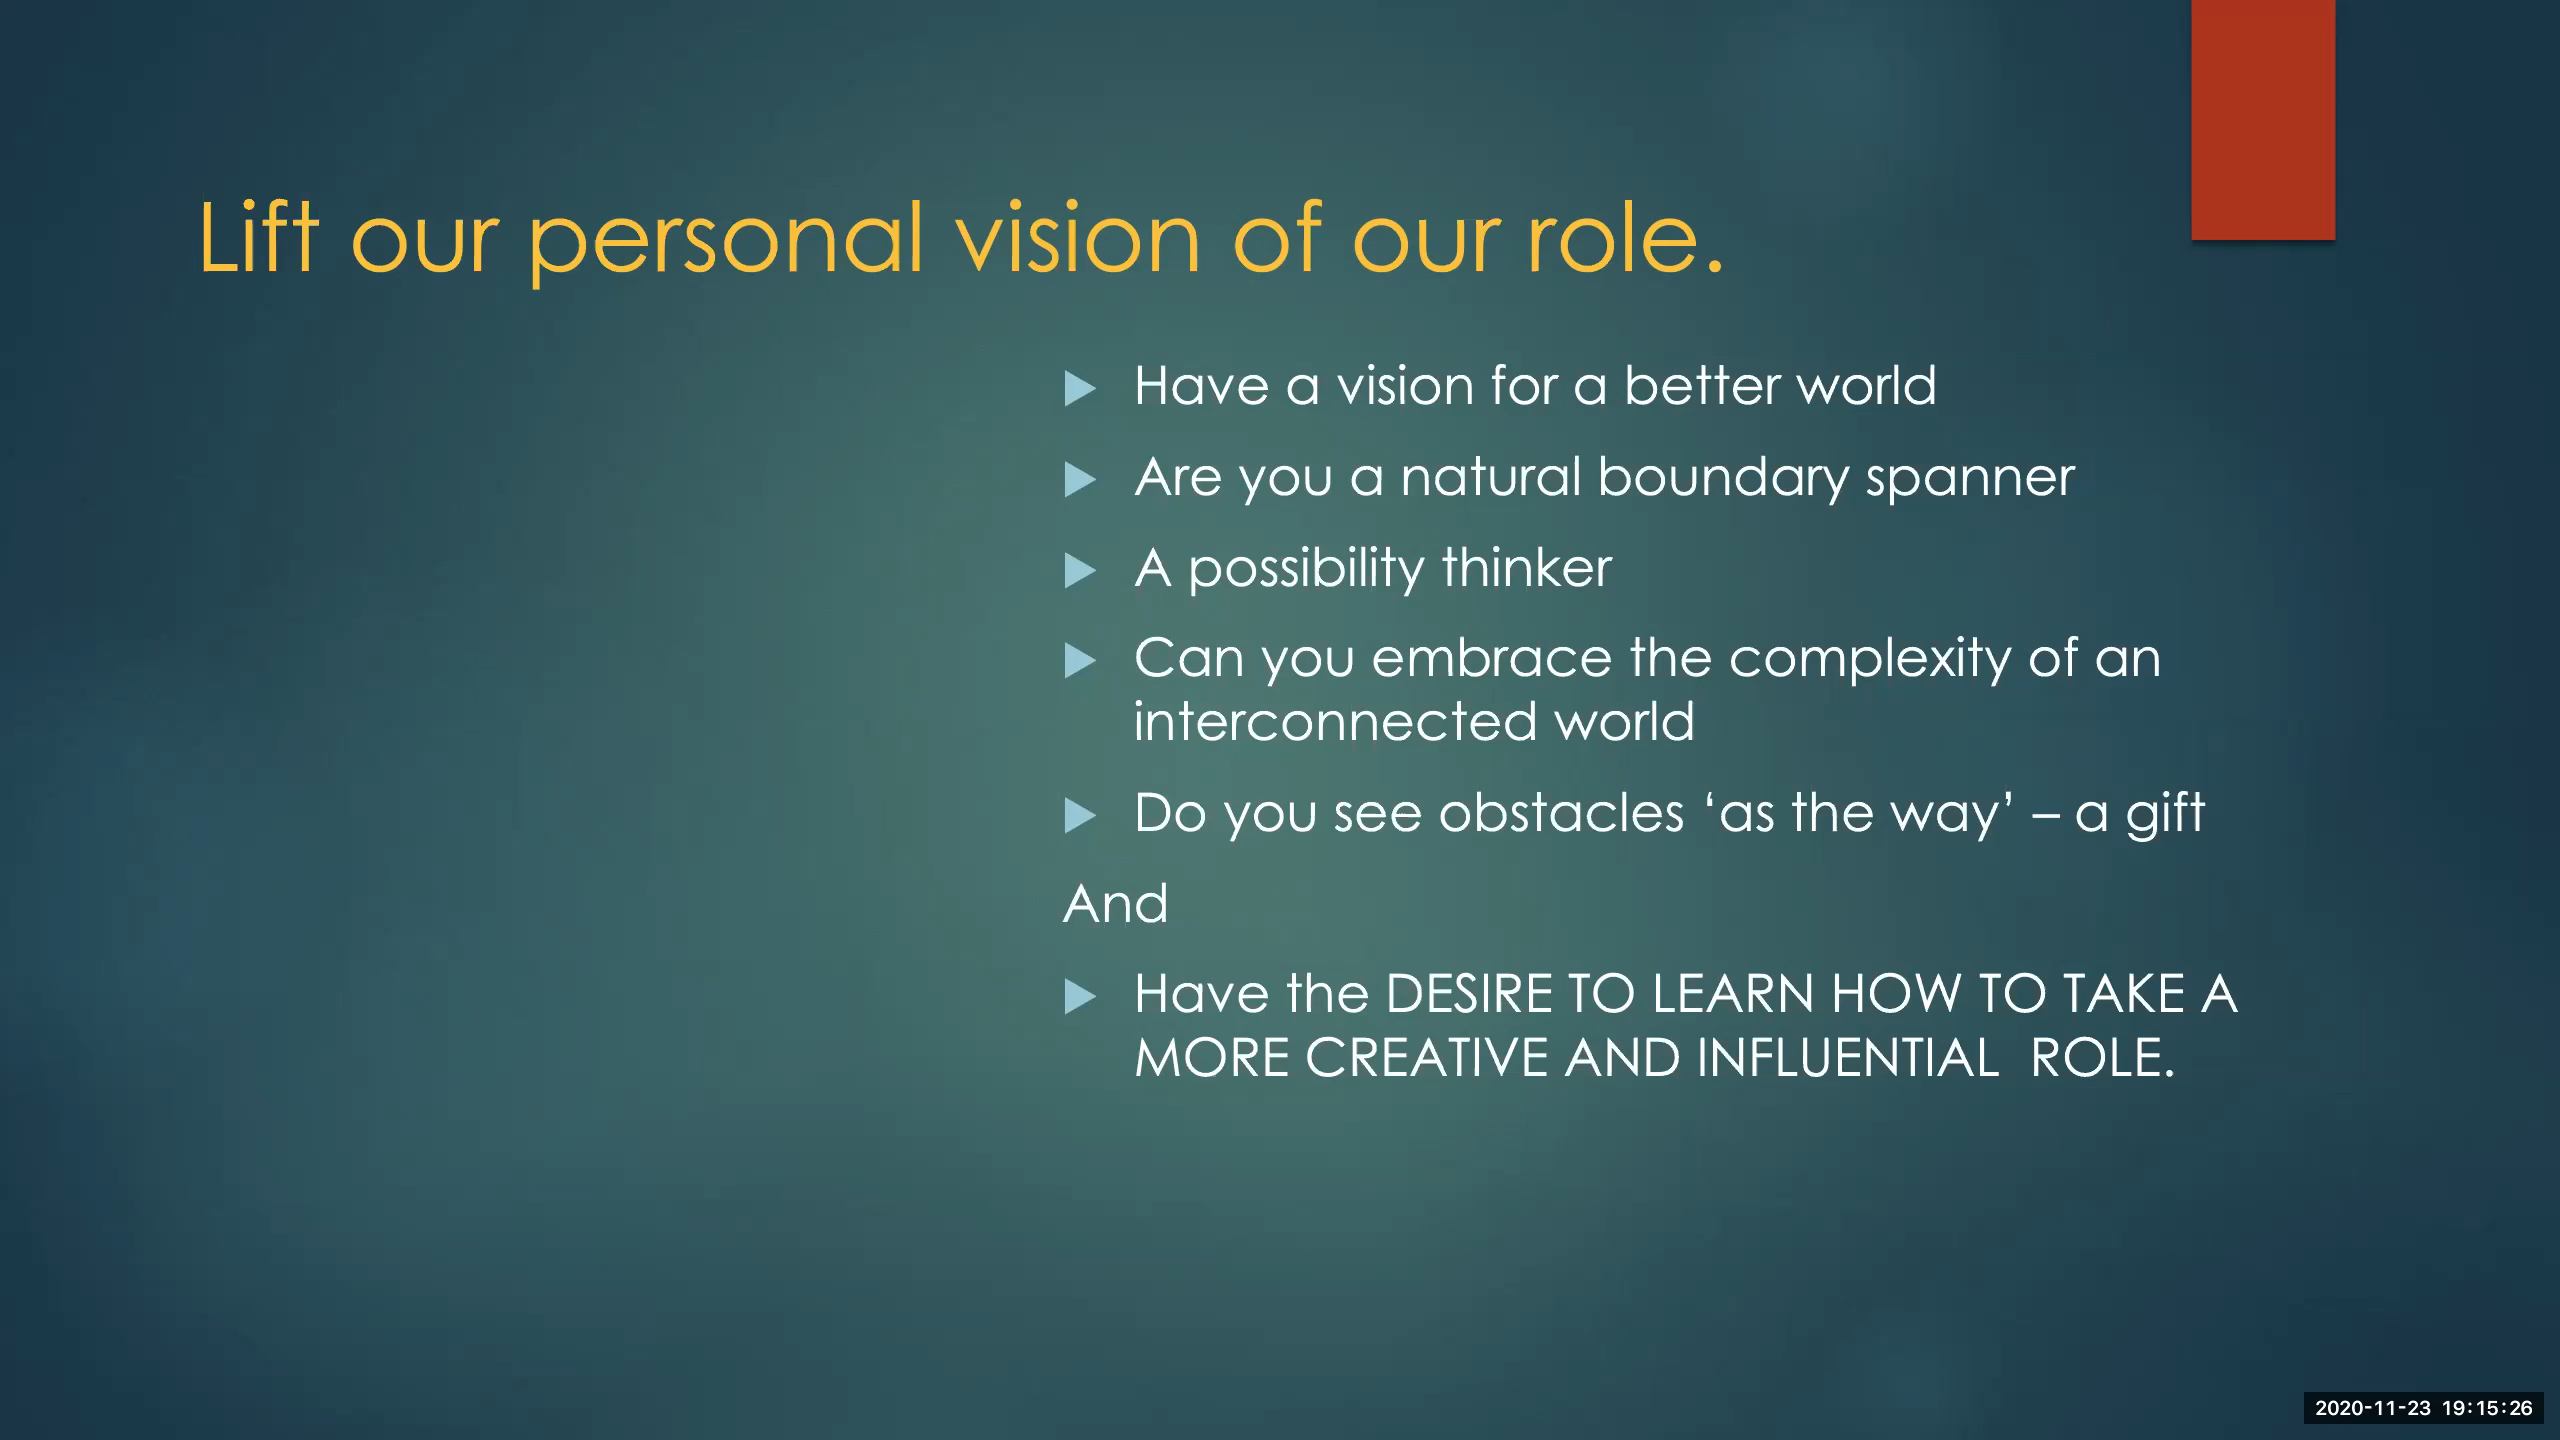 Lift our personal vision of our role.
Have a vision for a better world
Are you a natural boundary spanner
A possibility thinker
Can you embrace the complexity of an
interconnected world
Do you see obstacles ‘as the way’ – a gift
And
Have the DESIRE TO LEARN HOW TO TAKE A
MORE CREATIVE AND INFLUENTIAL  ROLE.
2020-11-23 19:15:26